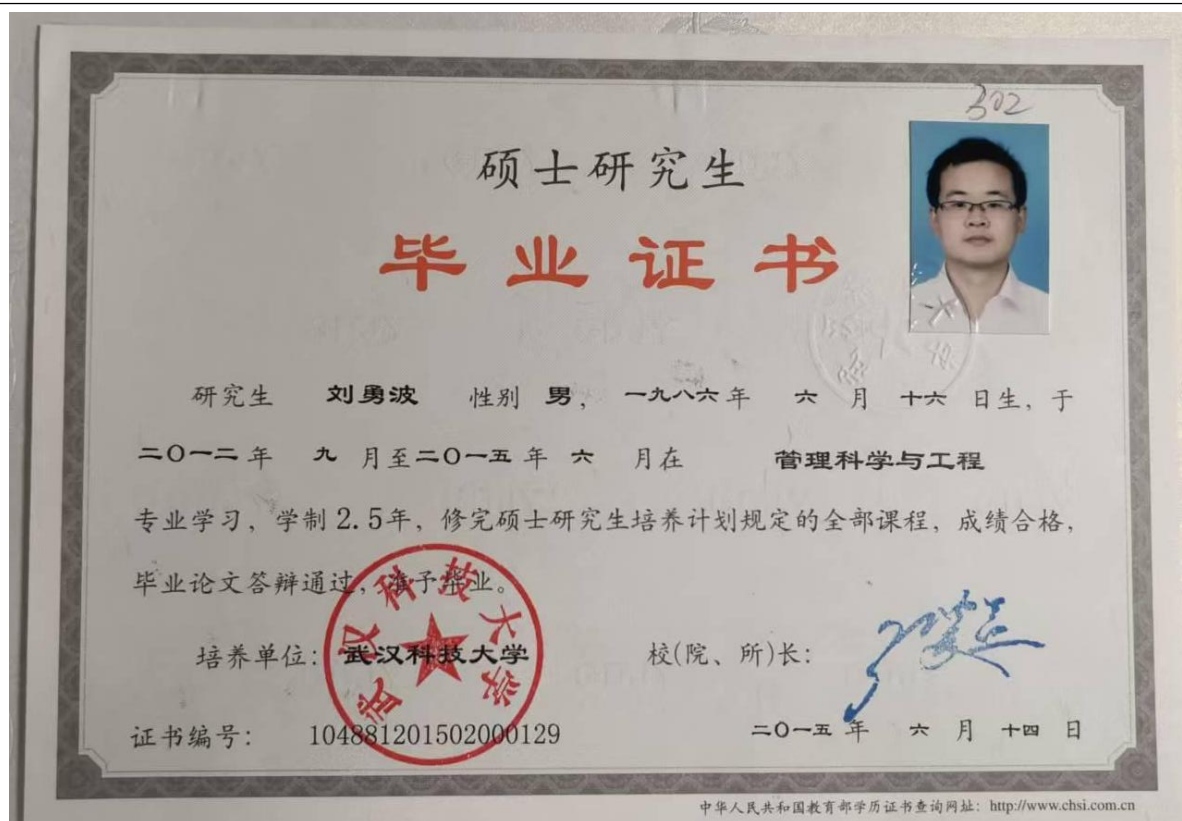 302
硕士研究生
毕业证书
研究生 刘勇波 性别 男, 一九八六年 六 月 十六 日生, 于
二〇一二年 九 月至二〇一五年 六 月在 管理科学与工程
专业学习, 学制2.5年, 修完硕士研究生培养计划规定的全部课程, 成绩合格,
毕业论文答辩通过, 准予毕业。
武汉科技大学
培养单位: 武汉科技大学 校(院、所)长:
证书编号: 104881201502000129 二〇一五年 六 月 十四 日
中华人民共和国教育部学历证书查询网址: http://www.chsi.com.cn